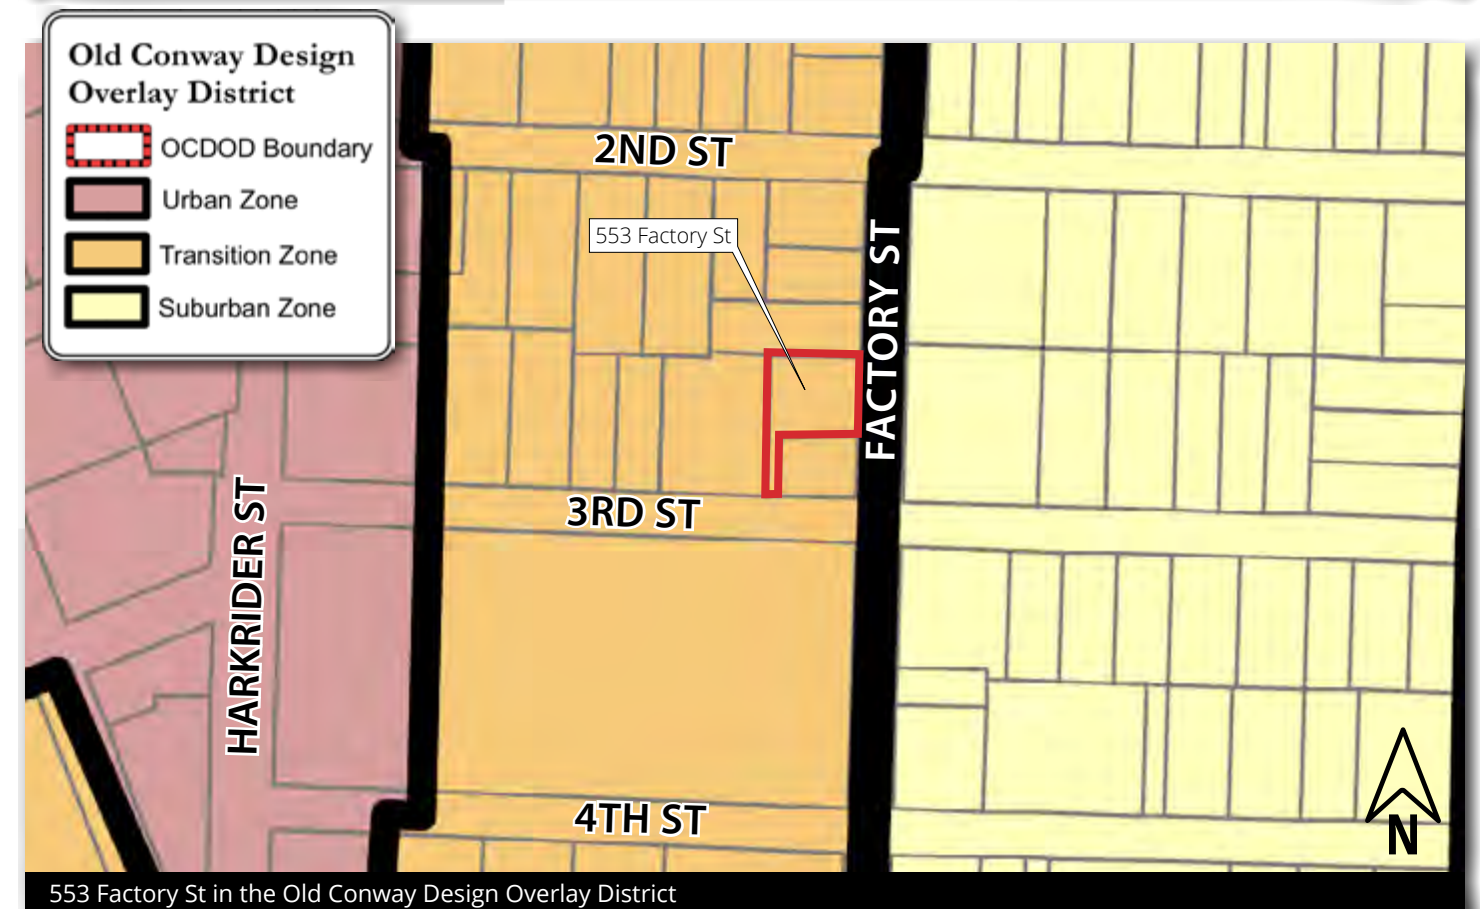 Old Conway Design
Overlay District
OCDOD Boundary
Urban Zone
Transition Zone
Suburban Zone
2ND ST
553 Factory St
FACTORY ST
3RD ST
HARKRIDER ST
4TH ST
N
553 Factory St in the Old Conway Design Overlay District